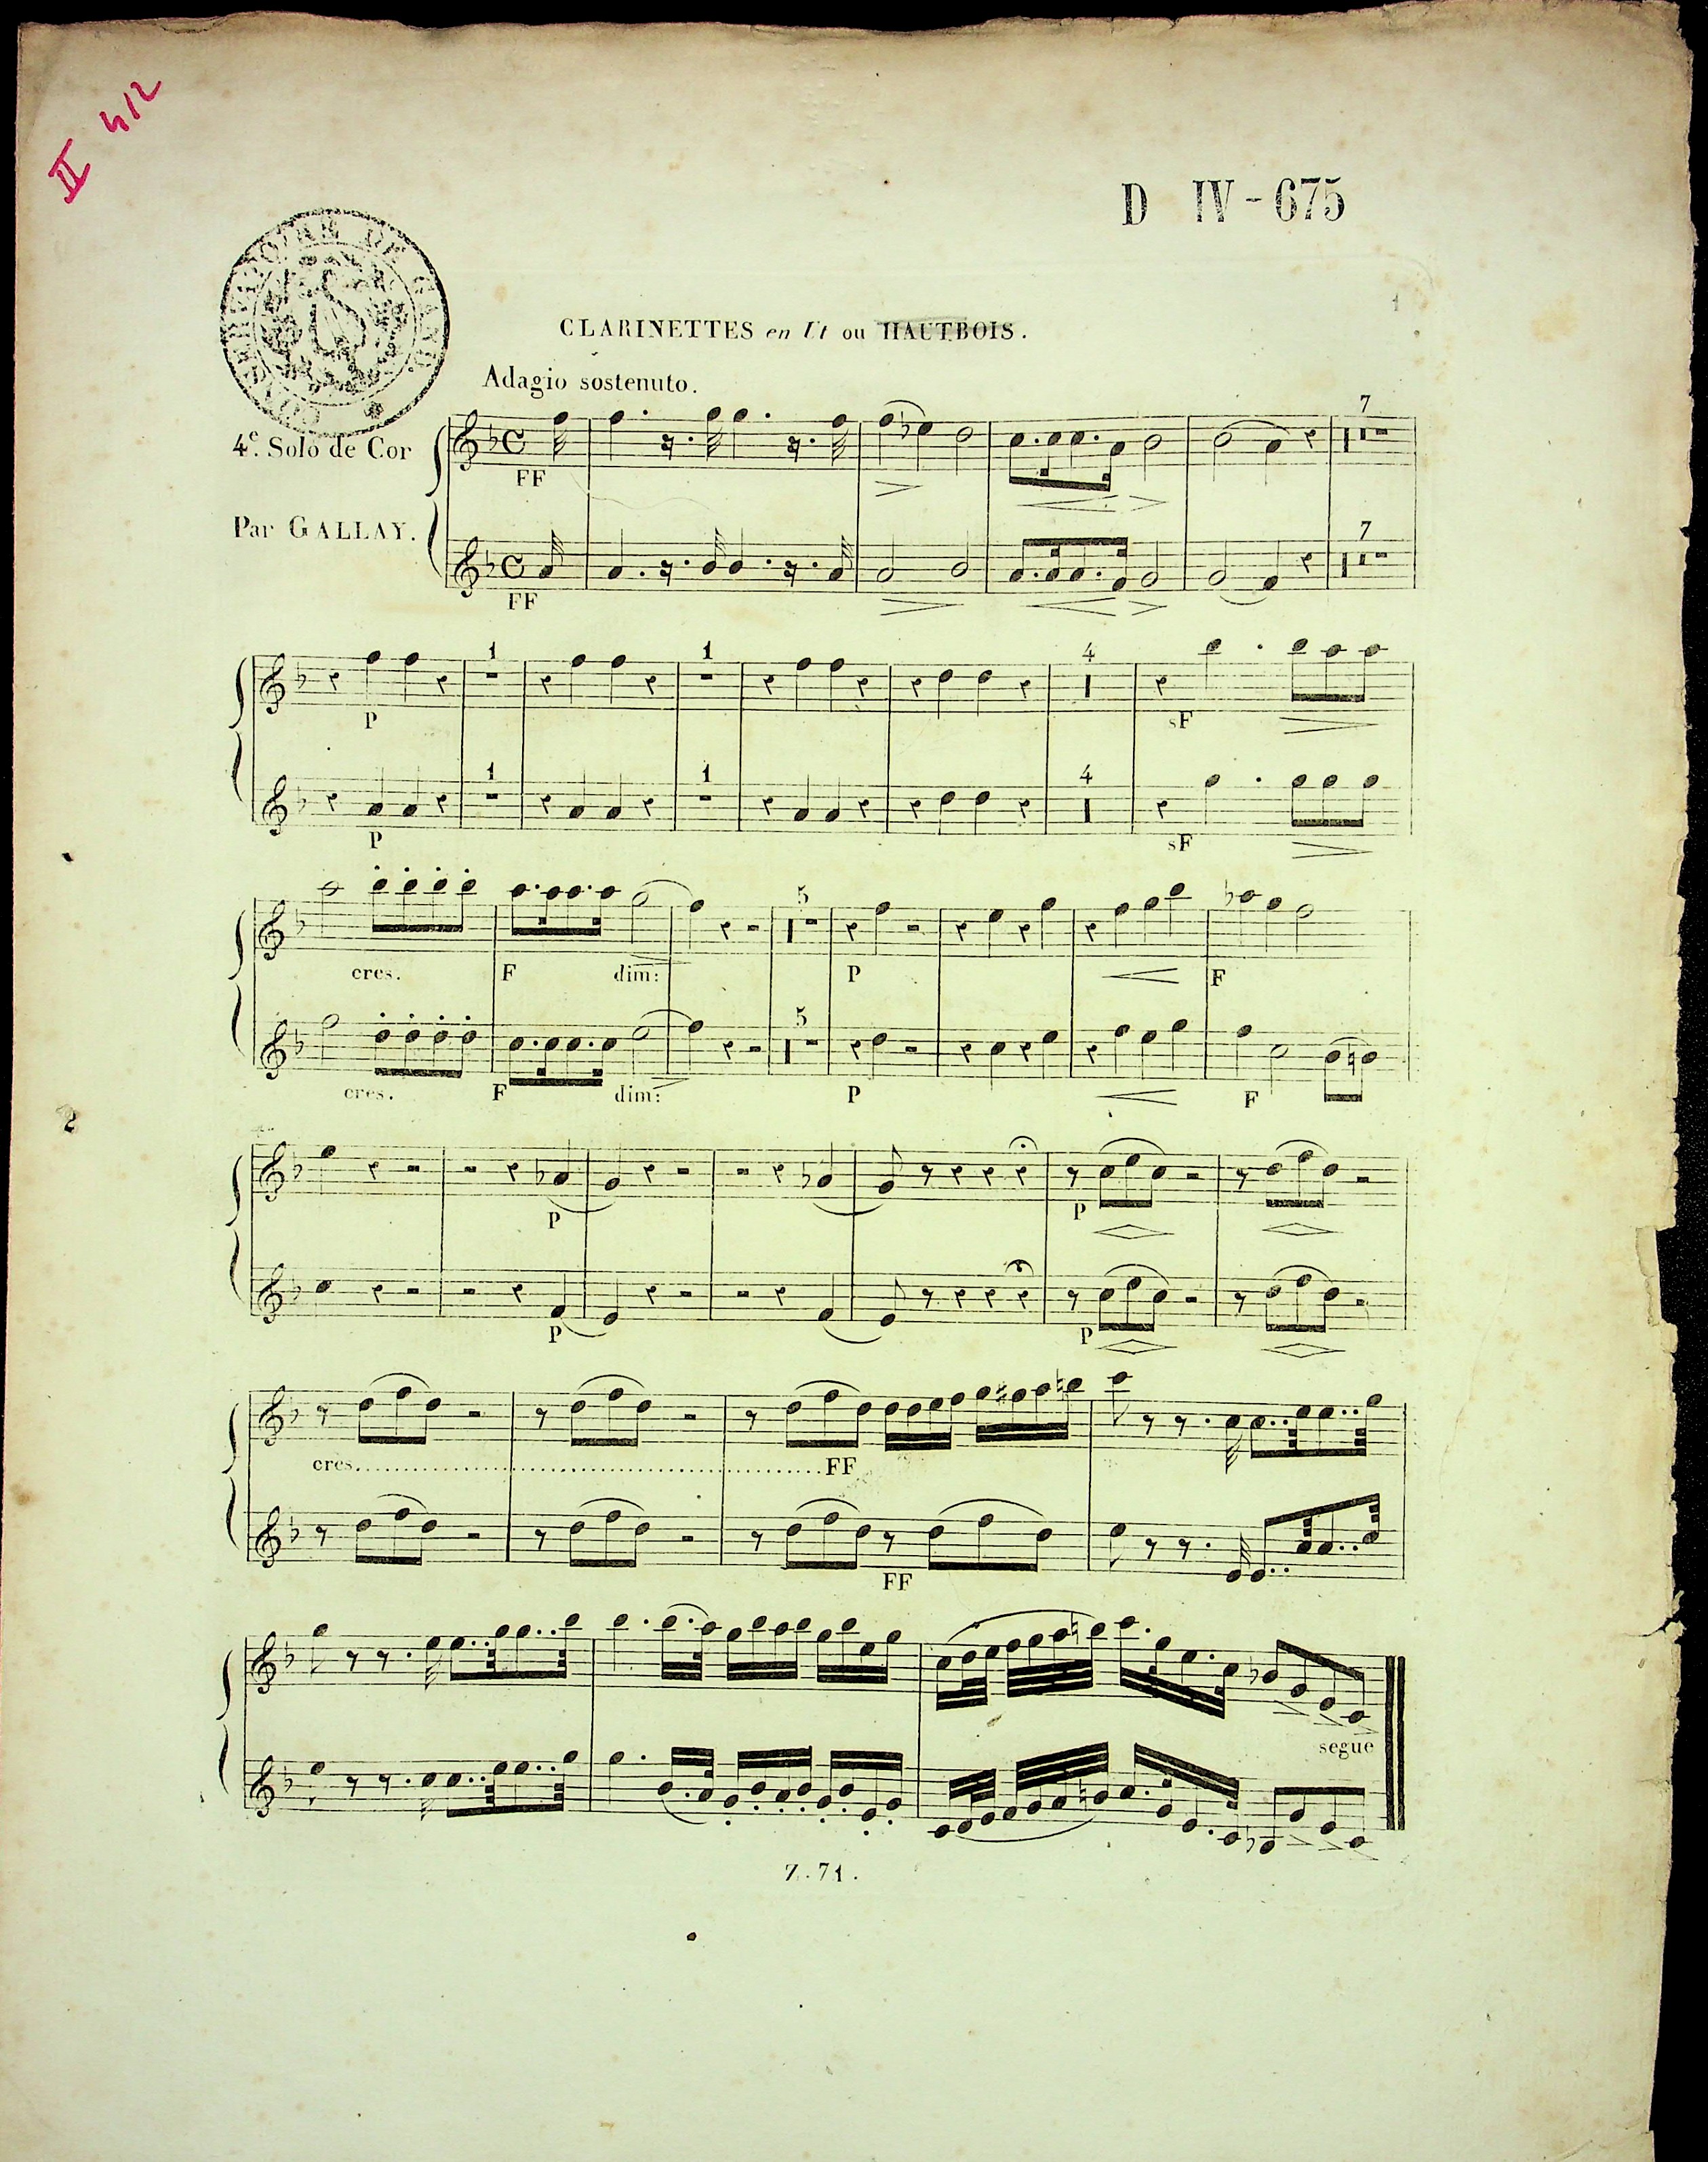 II 412
D IV - 675
CONSERVATOIRE DE GAND
1
CLARINETTES en Ut ou HAUTBOIS.
Adagio sostenuto.
7
4e. Solo de Cor
FF
Par GALLAY.
7
FF
1 1 4
P sF
1 1 4
P sF
5
cres. F dim: P F
5
cres. F dim: P F
2
P P
P P
cres. FF
FF
segue
Z. 71.